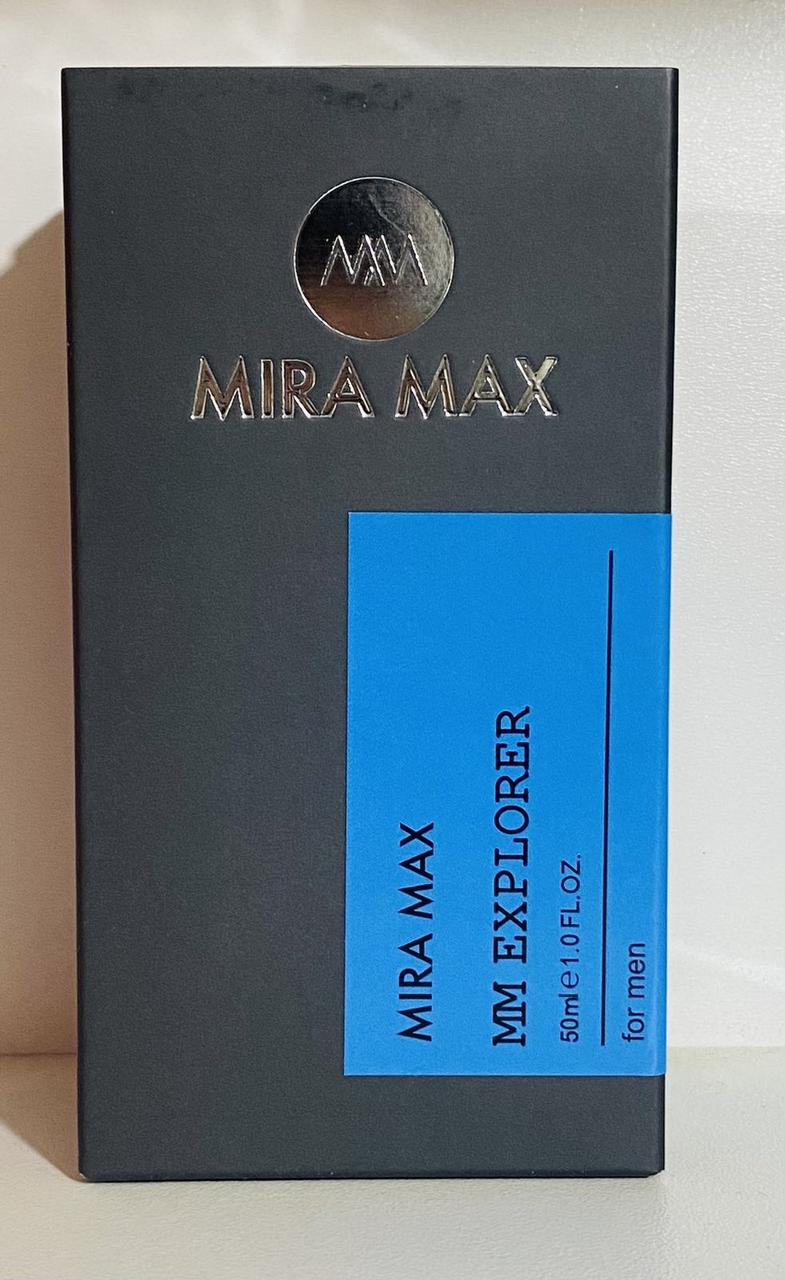 MM
MIRA MAX
MIRA MAX
MM EXPLORER
50ml e 1.0 FL.OZ.
for men